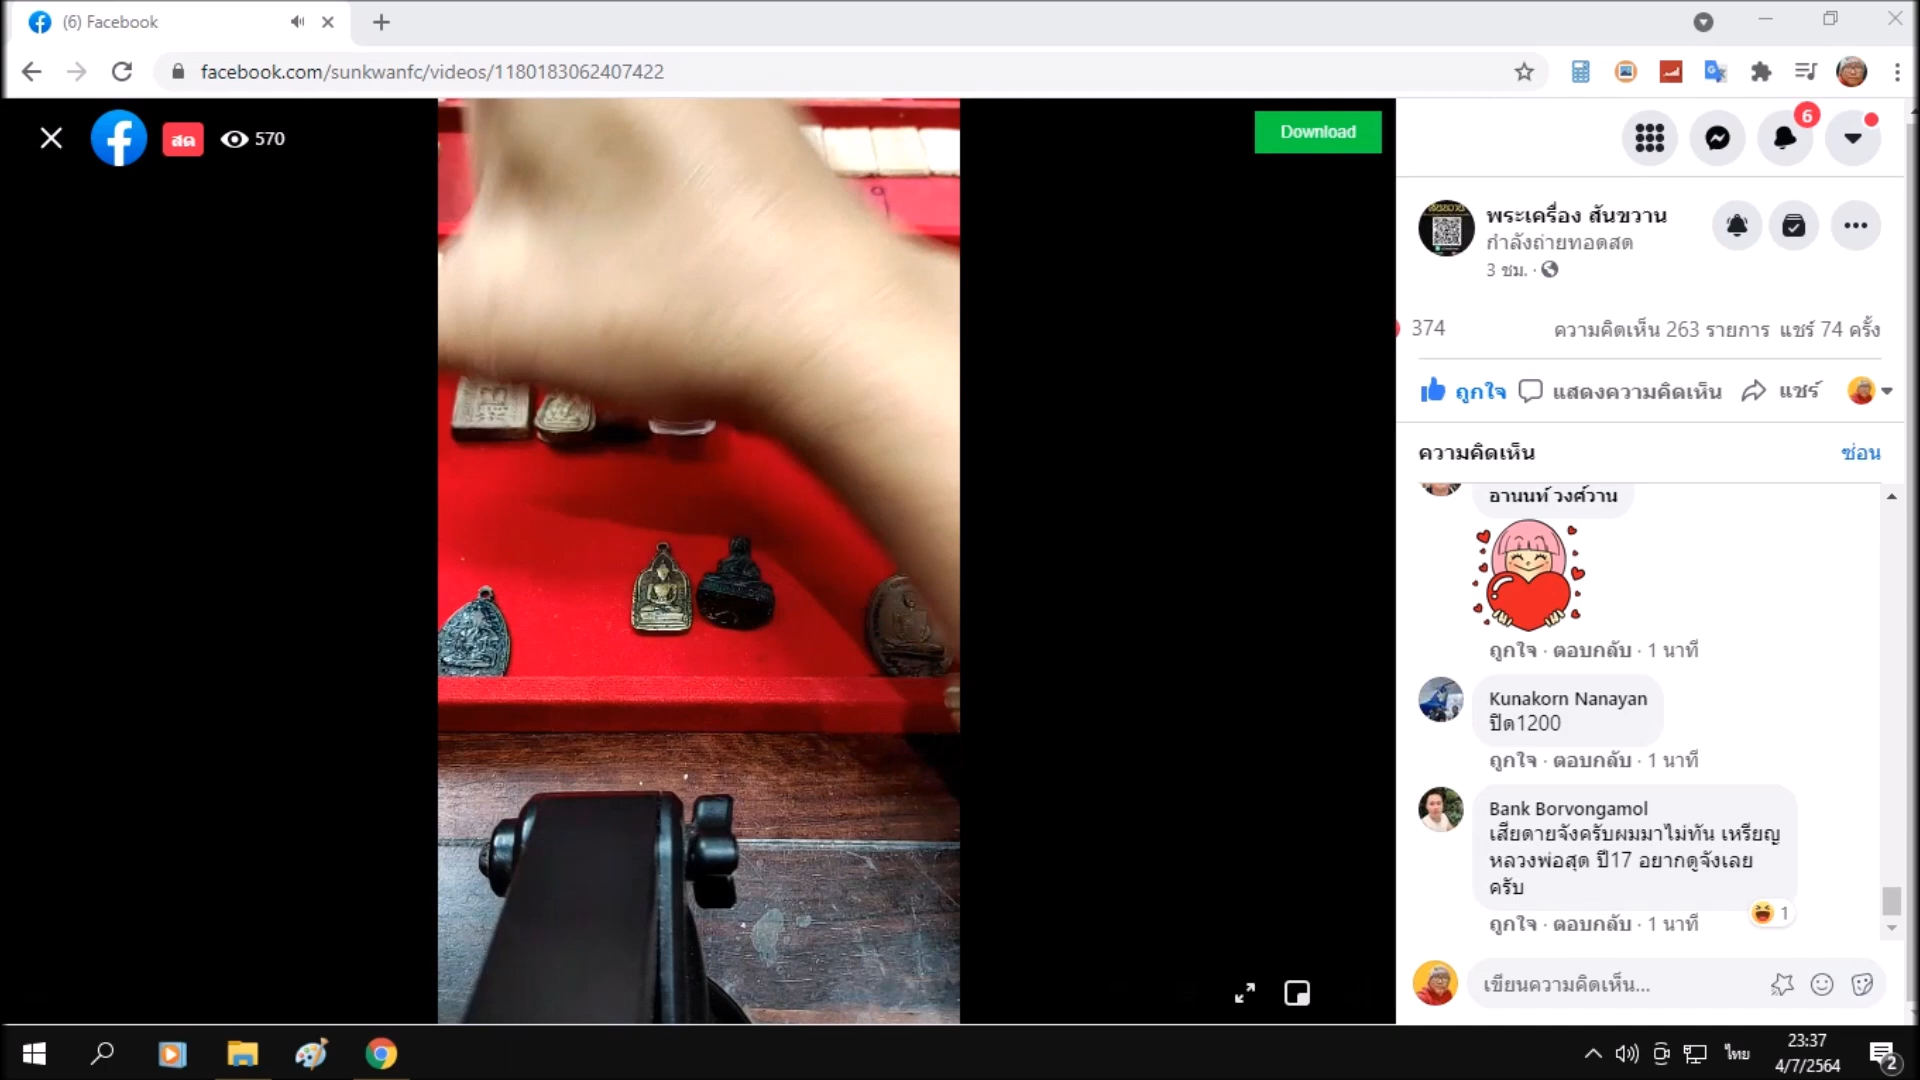 (6) Facebook
facebook.com/sunkwanfc/videos/1180183062407422
สด
570
Download
6
พระเครื่อง สันขวาน
กำลังถ่ายทอดสด
3 ชม. ·
374
ความคิดเห็น 263 รายการ แชร์ 74 ครั้ง
ถูกใจ
แสดงความคิดเห็น
แชร์
ความคิดเห็น
ซ่อน
อานนท์ วงศ์วาน
ถูกใจ · ตอบกลับ · 1 นาที
Kunakorn Nanayan
ปิด1200
ถูกใจ · ตอบกลับ · 1 นาที
Bank Borvongamol
เสียดายจังครับผมมาไม่ทัน เหรียญ
หลวงพ่อสุด ปี17 อยากดูจังเลย
ครับ
1
ถูกใจ · ตอบกลับ · 1 นาที
เขียนความคิดเห็น...
ไทย
23:37
4/7/2564
2